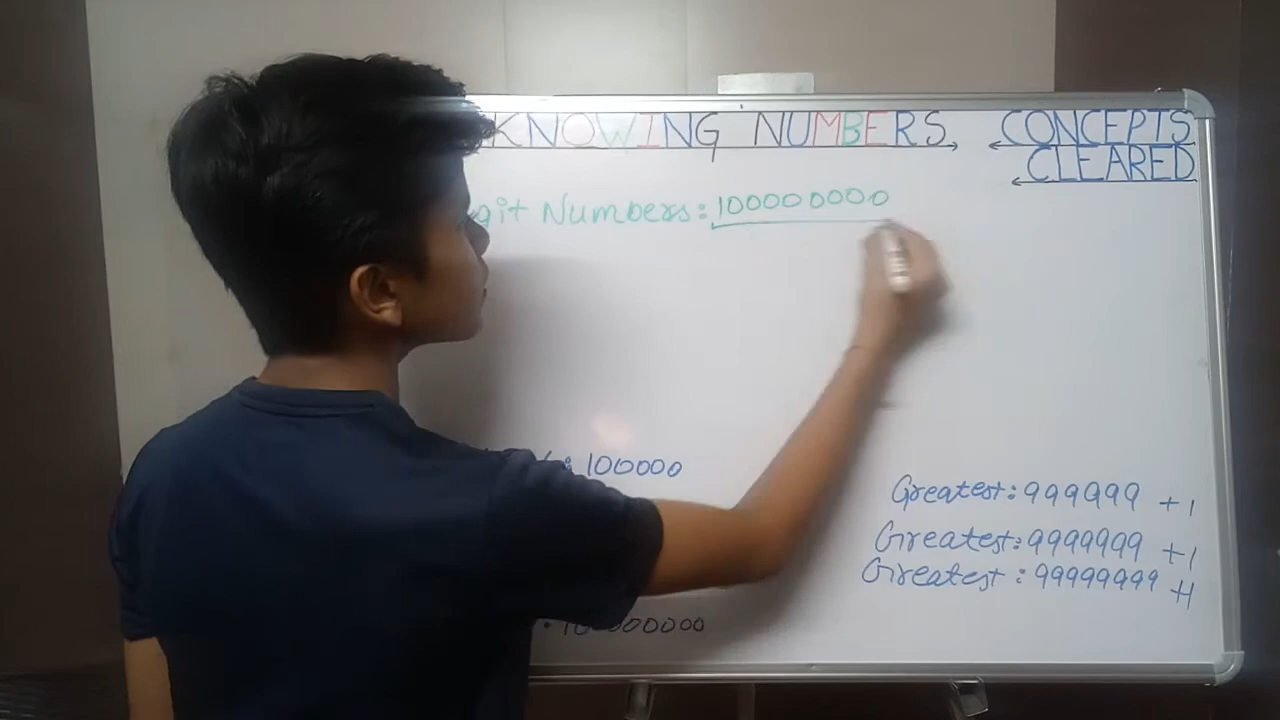 KNOWING NUMBERS
CONCEPTS
CLEARED
git Numbers: 100000000
: 100000
Greatest: 999999 +1
Greatest: 9999999 +1
Greatest: 99999999 +1